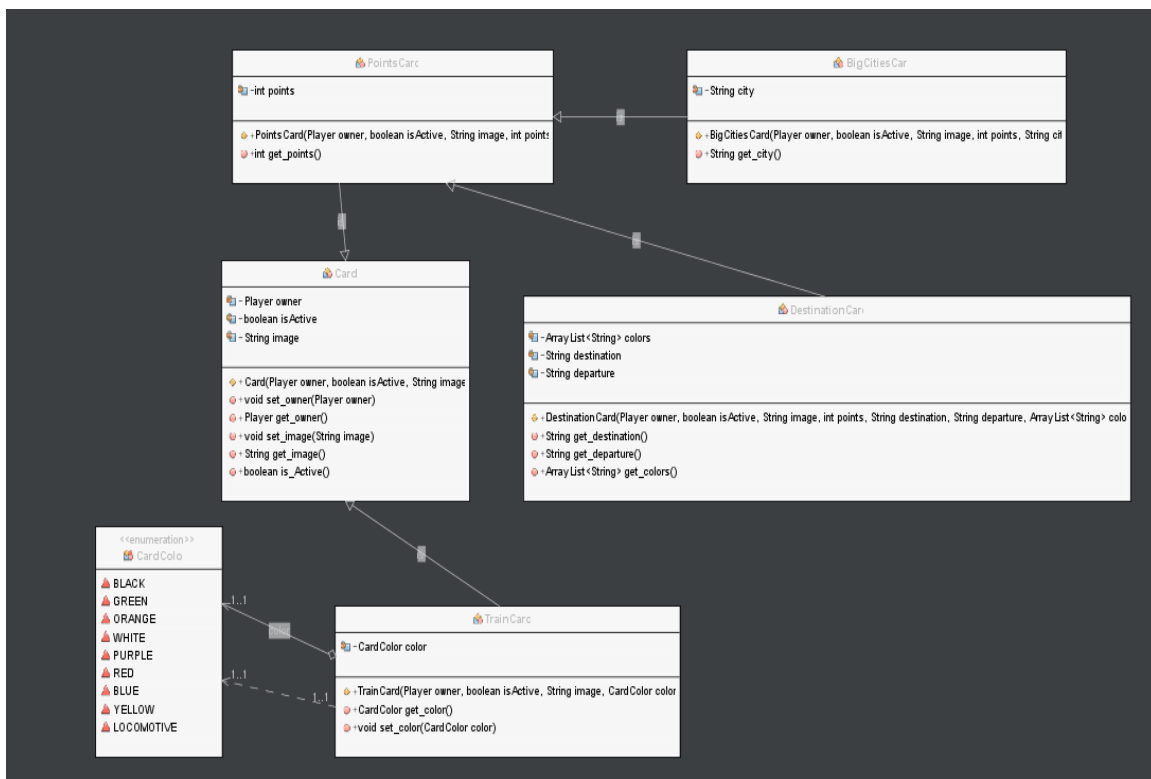 PointsCarc
-int points
+PointsCard(Player owner, boolean isActive, String image, int points
+int get_points()
BigCitiesCar
-String city
+BigCitiesCard(Player owner, boolean isActive, String image, int points, String cit
+String get_city()
Card
-Player owner
-boolean isActive
-String image
+Card(Player owner, boolean isActive, String image
+void set_owner(Player owner)
+Player get_owner()
+void set_image(String image)
+String get_image()
+boolean is_Active()
DestinationCar
-ArrayList<String> colors
-String destination
-String departure
+DestinationCard(Player owner, boolean isActive, String image, int points, String destination, String departure, ArrayList<String> colo
+String get_destination()
+String get_departure()
+ArrayList<String> get_colors()
<<enumeration>>
CardColo
BLACK
GREEN
ORANGE
WHITE
PURPLE
RED
BLUE
YELLOW
LOCOMOTIVE
1..1
1..1
1..1
TrainCarc
-CardColor color
+TrainCard(Player owner, boolean isActive, String image, CardColor color
+CardColor get_color()
+void set_color(CardColor color)